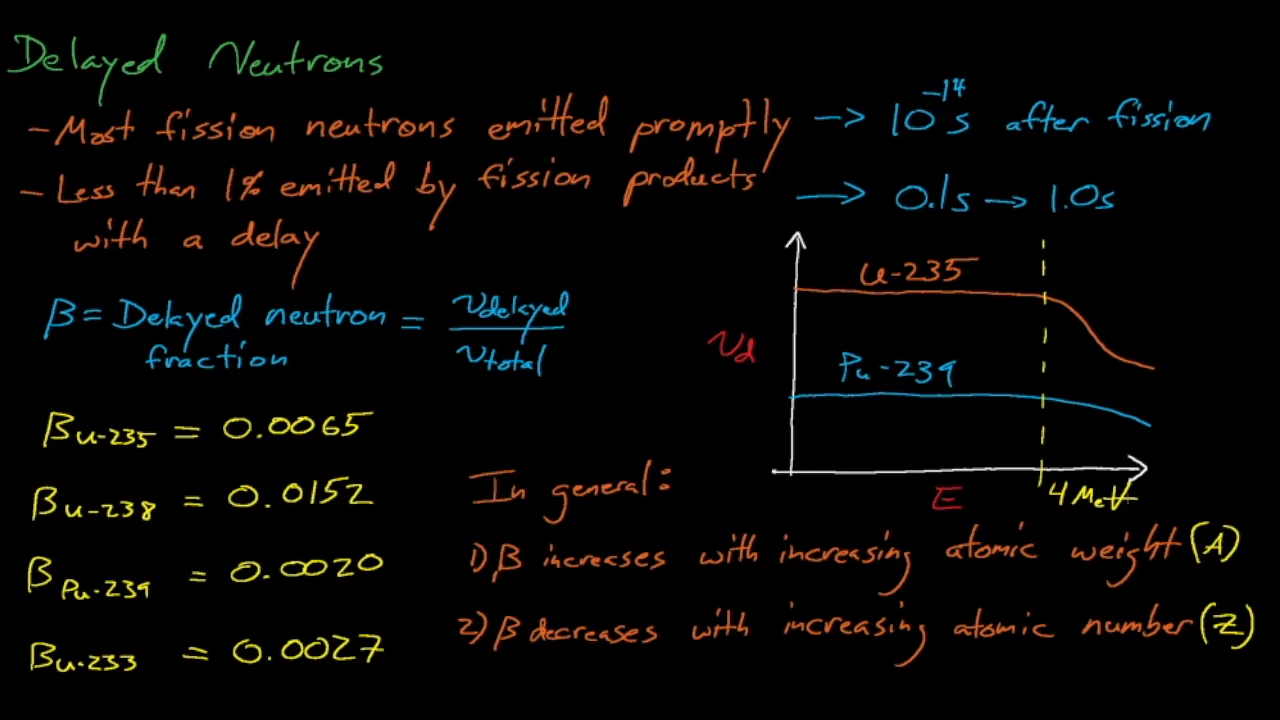 Delayed Neutrons
- Most fission neutrons emitted promptly → 10⁻¹⁴s after fission
- Less than 1% emitted by fission products → 0.1s → 1.0s
with a delay
β = Delayed neutron fraction = νdelayed / νtotal
βU-235 = 0.0065
βU-238 = 0.0152
βPu-239 = 0.0020
βU-233 = 0.0027
U-235
νd
Pu-239
E
4 MeV
In general:
1) β increases with increasing atomic weight (A)
2) β decreases with increasing atomic number (Z)